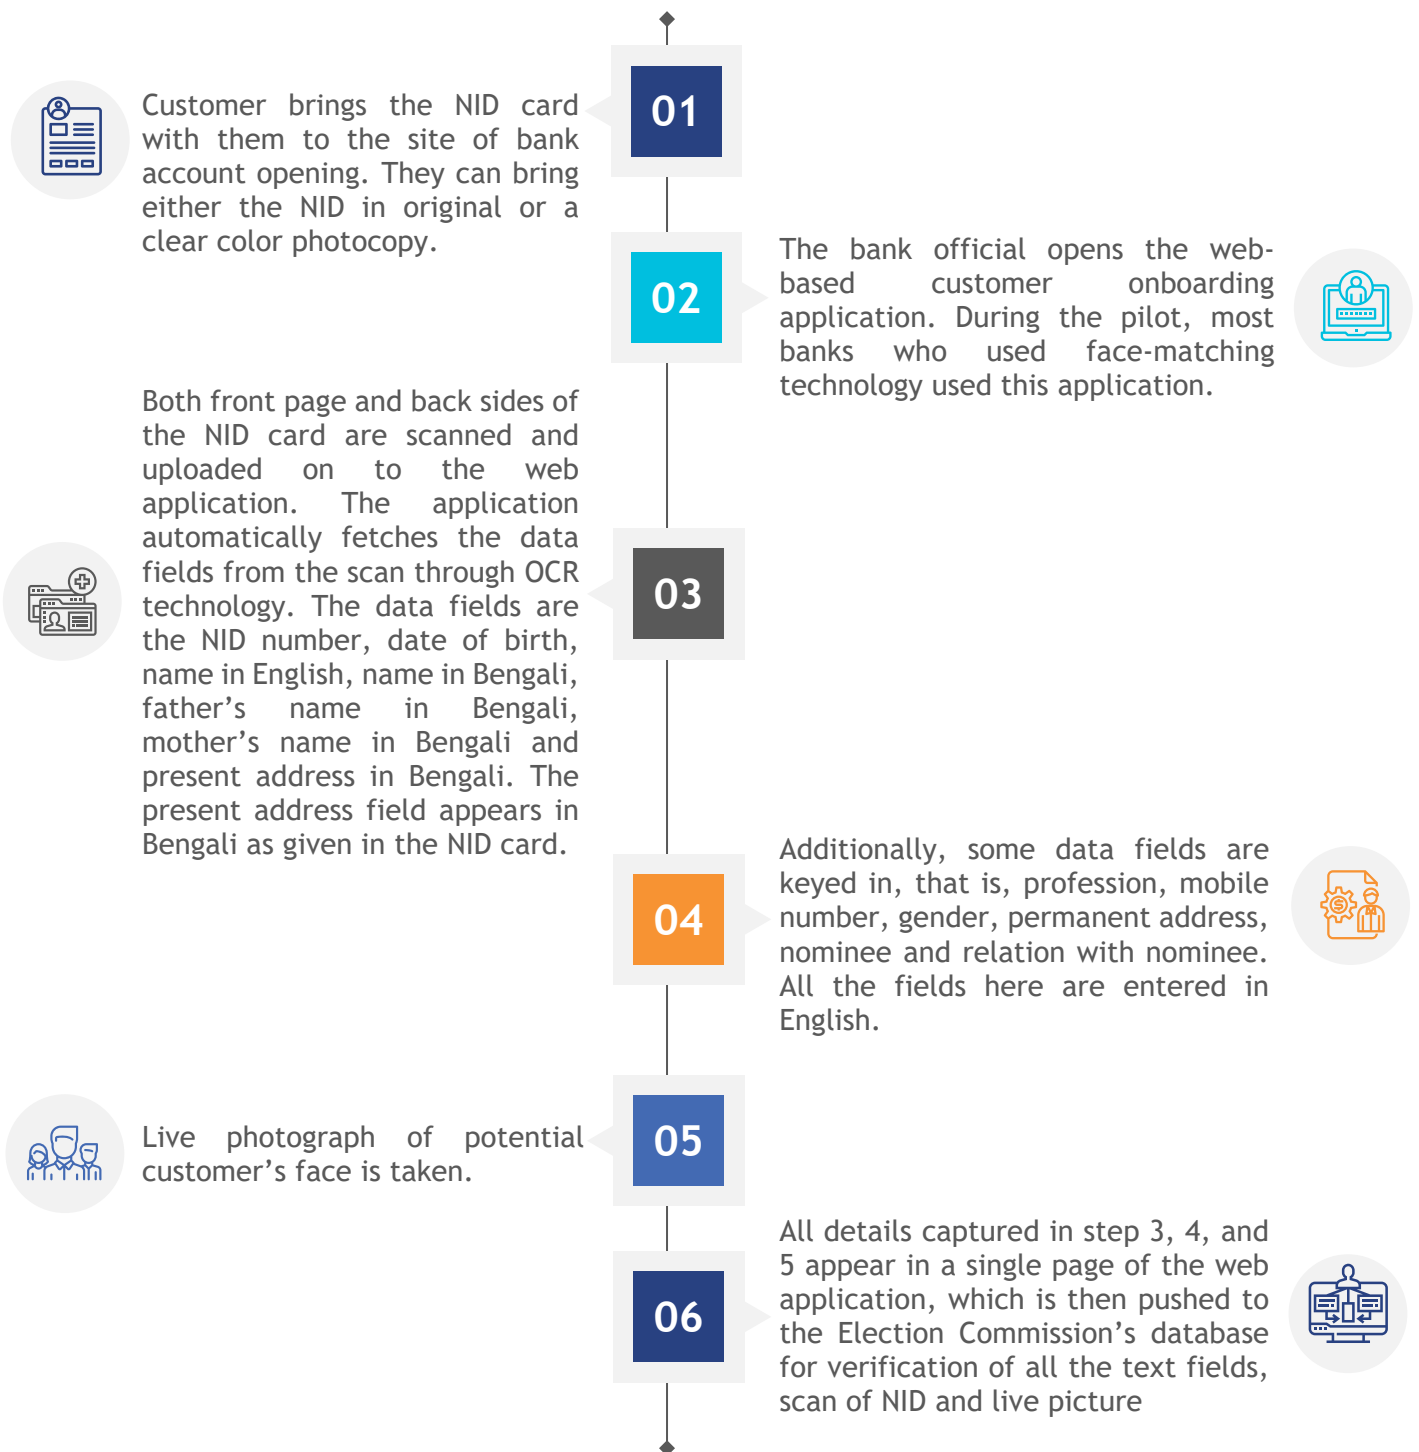 01
Customer brings the NID card
with them to the site of bank
account opening. They can bring
either the NID in original or a
clear color photocopy.
02
The bank official opens the web-
based customer onboarding
application. During the pilot, most
banks who used face-matching
technology used this application.
03
Both front page and back sides of
the NID card are scanned and
uploaded on to the web
application. The application
automatically fetches the data
fields from the scan through OCR
technology. The data fields are
the NID number, date of birth,
name in English, name in Bengali,
father’s name in Bengali,
mother’s name in Bengali and
present address in Bengali. The
present address field appears in
Bengali as given in the NID card.
04
Additionally, some data fields are
keyed in, that is, profession, mobile
number, gender, permanent address,
nominee and relation with nominee.
All the fields here are entered in
English.
05
Live photograph of potential
customer’s face is taken.
06
All details captured in step 3, 4, and
5 appear in a single page of the web
application, which is then pushed to
the Election Commission’s database
for verification of all the text fields,
scan of NID and live picture